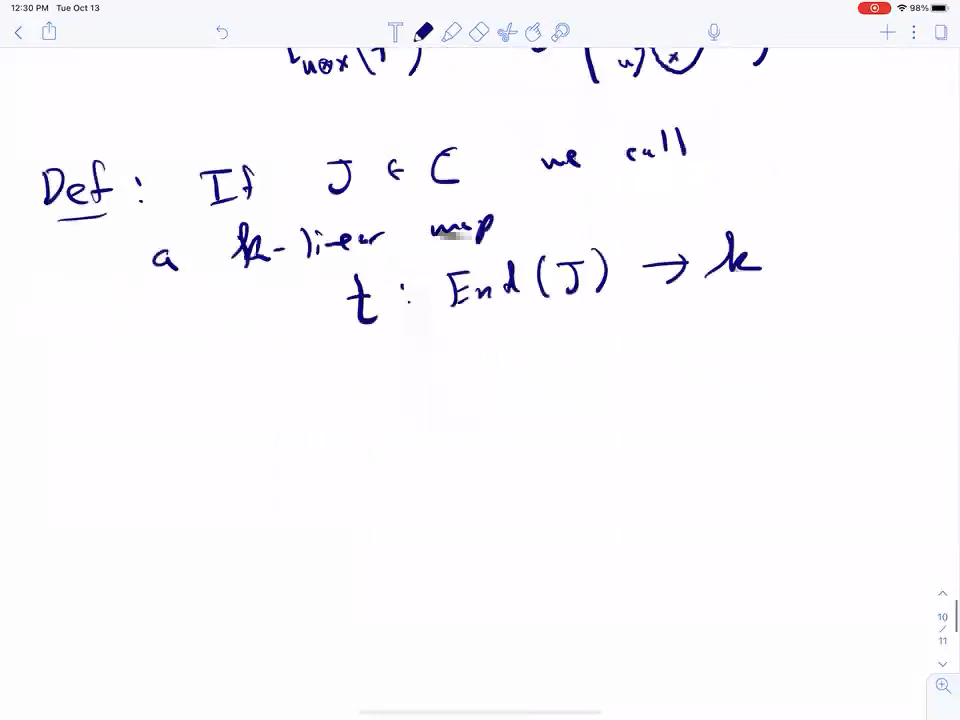 12:30 PM Tue Oct 13
98%
T
t u⊗x (f) ( u x )
Def : If J ∈ C we call
a k-linear map
t : End(J) → k
10
/
11